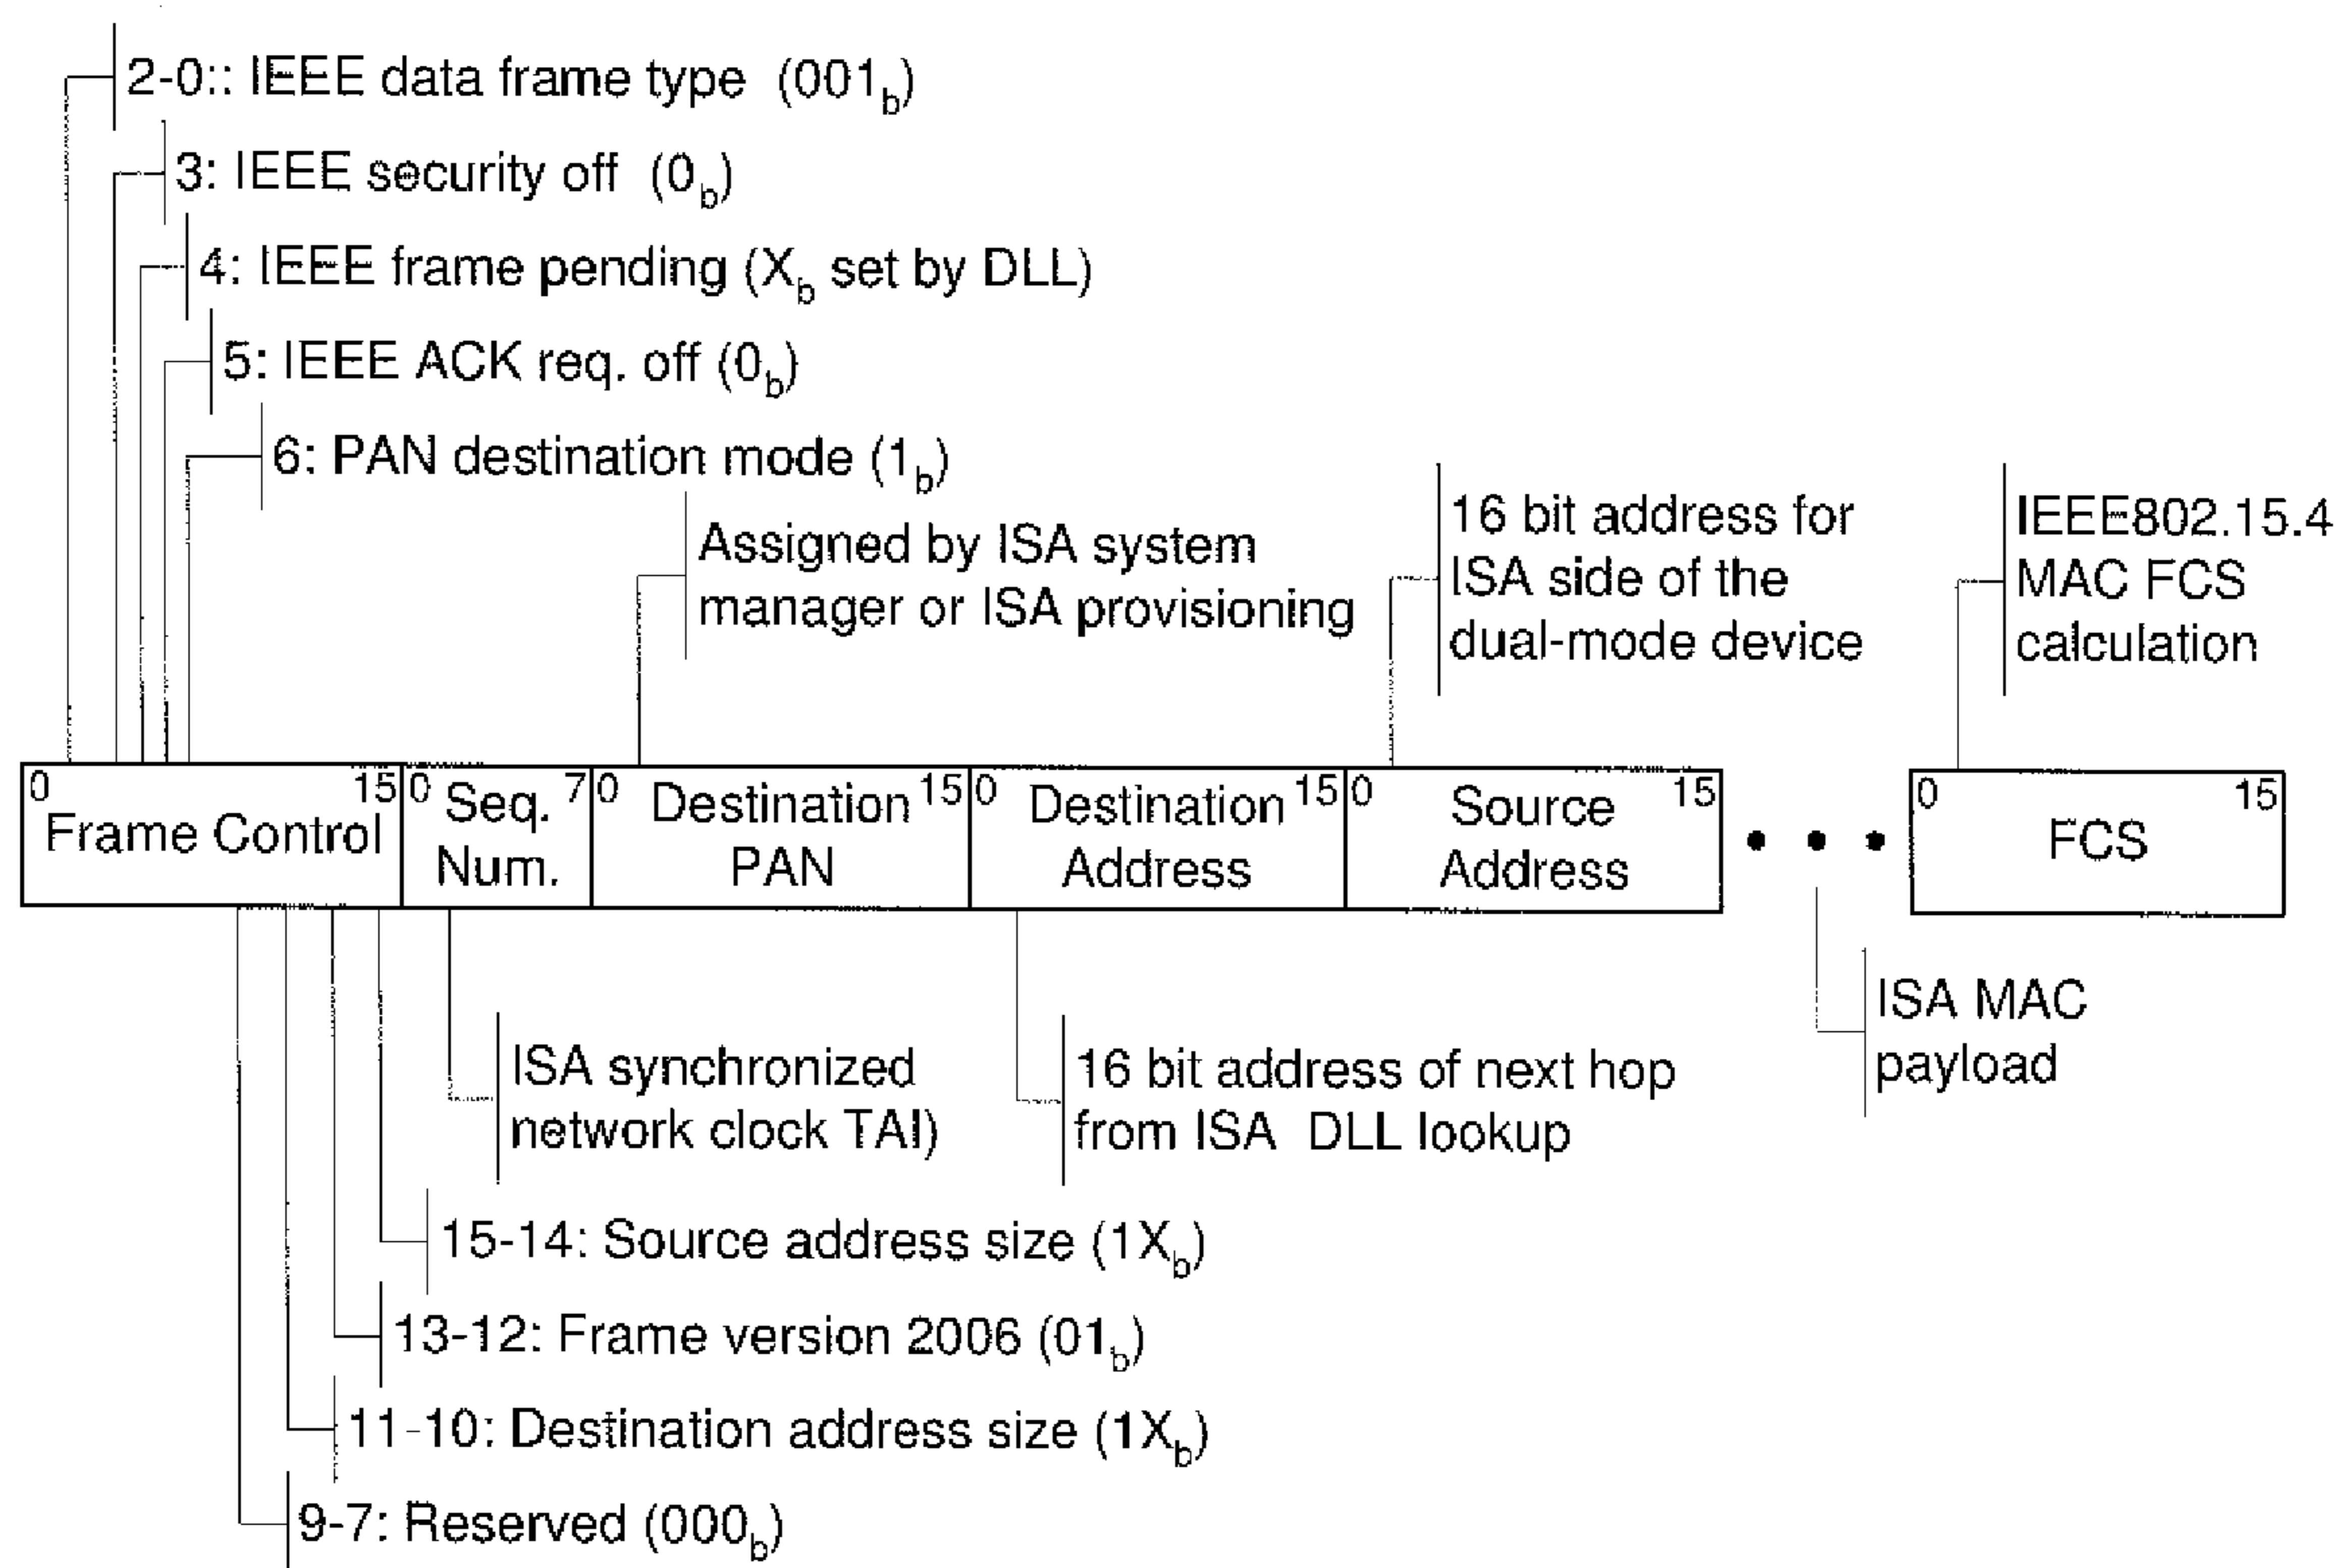 2-0:: IEEE data frame type (001b)
3: IEEE security off (0b)
4: IEEE frame pending (Xb set by DLL)
5: IEEE ACK req. off (0b)
6: PAN destination mode (1b)
Assigned by ISA system
manager or ISA provisioning
16 bit address for
ISA side of the
dual-mode device
IEEE802.15.4
MAC FCS
calculation
0 15
Frame Control
0 7
Seq.
Num.
0 15
Destination
PAN
0 15
Destination
Address
0 15
Source
Address
0 15
FCS
ISA MAC
payload
ISA synchronized
network clock TAI)
16 bit address of next hop
from ISA DLL lookup
15-14: Source address size (1Xb)
13-12: Frame version 2006 (01b)
11-10: Destination address size (1Xb)
9-7: Reserved (000b)